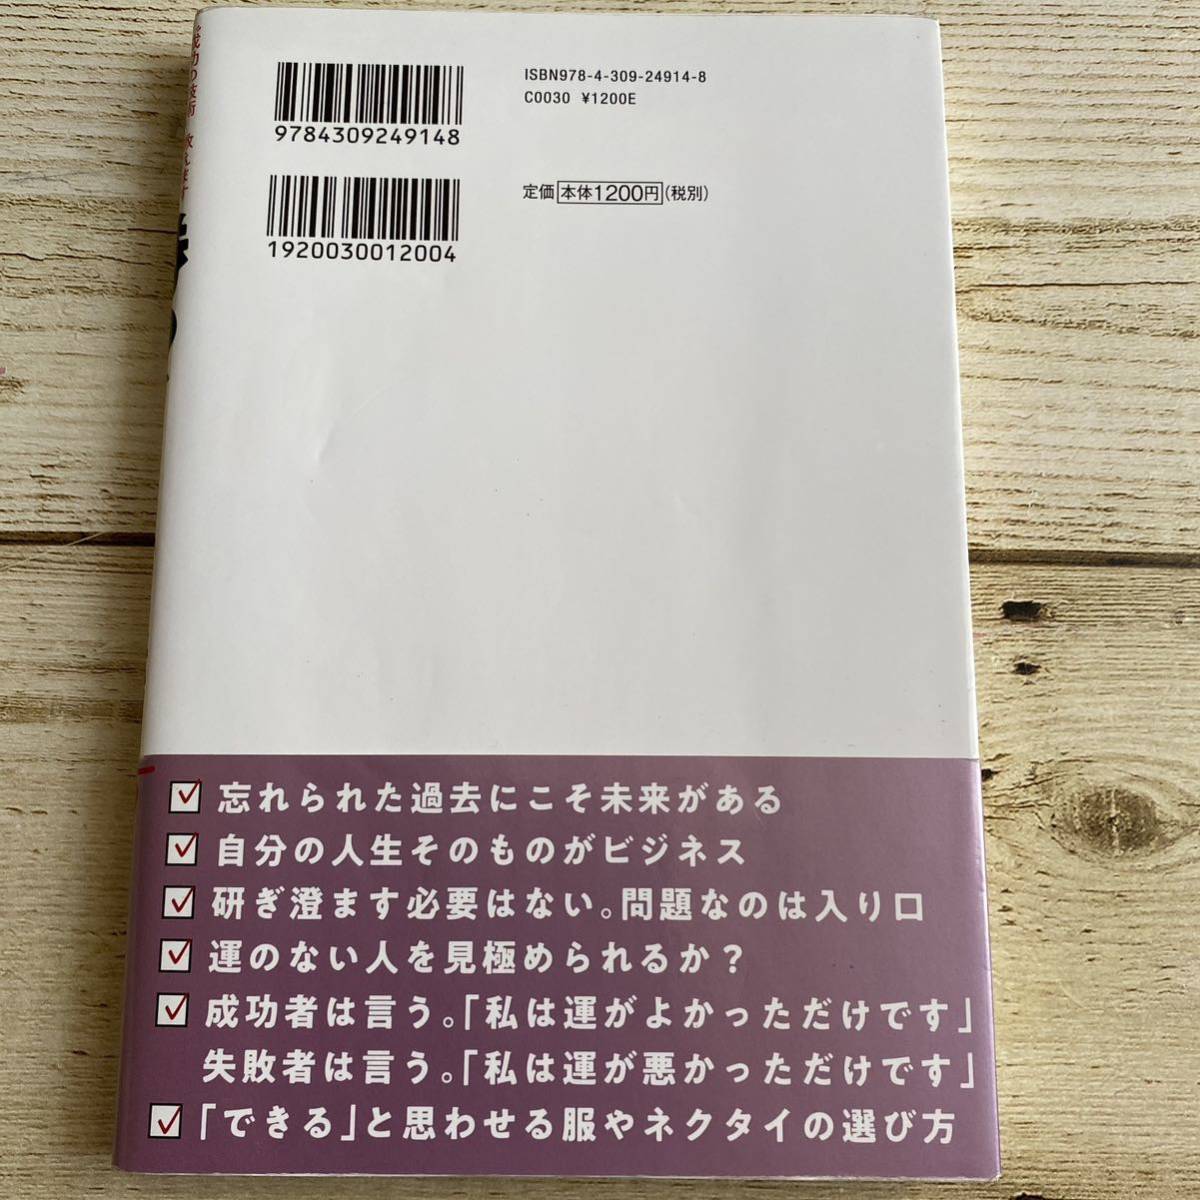 ISBN978-4-309-24914-8
C0030 ¥1200E
9784309249148
定価 本体1200円(税別)
1920030012004
忘れられた過去にこそ未来がある
自分の人生そのものがビジネス
研ぎ澄ます必要はない。問題なのは入り口
運のない人を見極められるか?
成功者は言う。「私は運がよかっただけです」
失敗者は言う。「私は運が悪かっただけです」
「できる」と思わせる服やネクタイの選び方